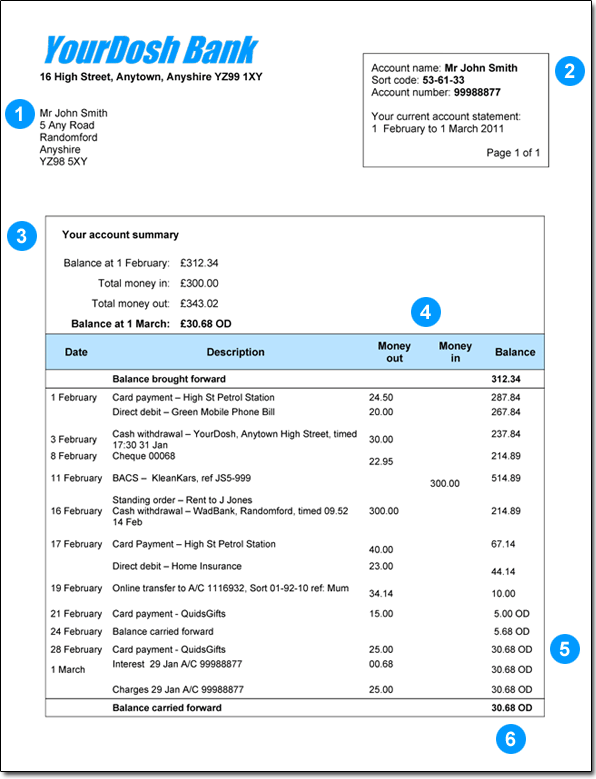 YourDosh Bank
16 High Street, Anytown, Anyshire YZ99 1XY
Account name: Mr John Smith
Sort code: 53-61-33
Account number: 99988877
Your current account statement:
1 February to 1 March 2011
Page 1 of 1
2
1
Mr John Smith
5 Any Road
Randomford
Anyshire
YZ98 5XY
3
Your account summary
Balance at 1 February: £312.34
Total money in: £300.00
Total money out: £343.02
Balance at 1 March: £30.68 OD
4
Date Description Money out Money in Balance
Balance brought forward 312.34
1 February Card payment – High St Petrol Station 24.50 287.84
Direct debit – Green Mobile Phone Bill 20.00 267.84
3 February Cash withdrawal – YourDosh, Anytown High Street, timed 30.00 237.84
17:30 31 Jan
8 February Cheque 00068 22.95 214.89
11 February BACS – KleanKars, ref JS5-999 300.00 514.89
Standing order – Rent to J Jones
16 February Cash withdrawal – WadBank, Randomford, timed 09.52 300.00 214.89
14 Feb
17 February Card Payment – High St Petrol Station 40.00 67.14
Direct debit – Home Insurance 23.00 44.14
19 February Online transfer to A/C 1116932, Sort 01-92-10 ref: Mum 34.14 10.00
21 February Card payment - QuidsGifts 15.00 5.00 OD
24 February Balance carried forward 5.68 OD
28 February Card payment - QuidsGifts 25.00 30.68 OD
5
1 March Interest 29 Jan A/C 99988877 00.68 30.68 OD
Charges 29 Jan A/C 99988877 25.00 30.68 OD
Balance carried forward 30.68 OD
6